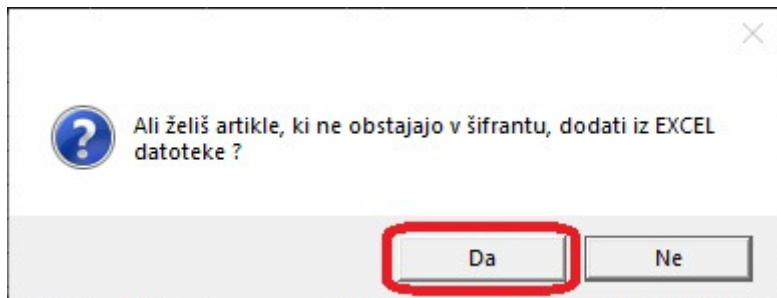 Ali želiš artikle, ki ne obstajajo v šifrantu, dodati iz EXCEL
datoteke ?
Da
Ne